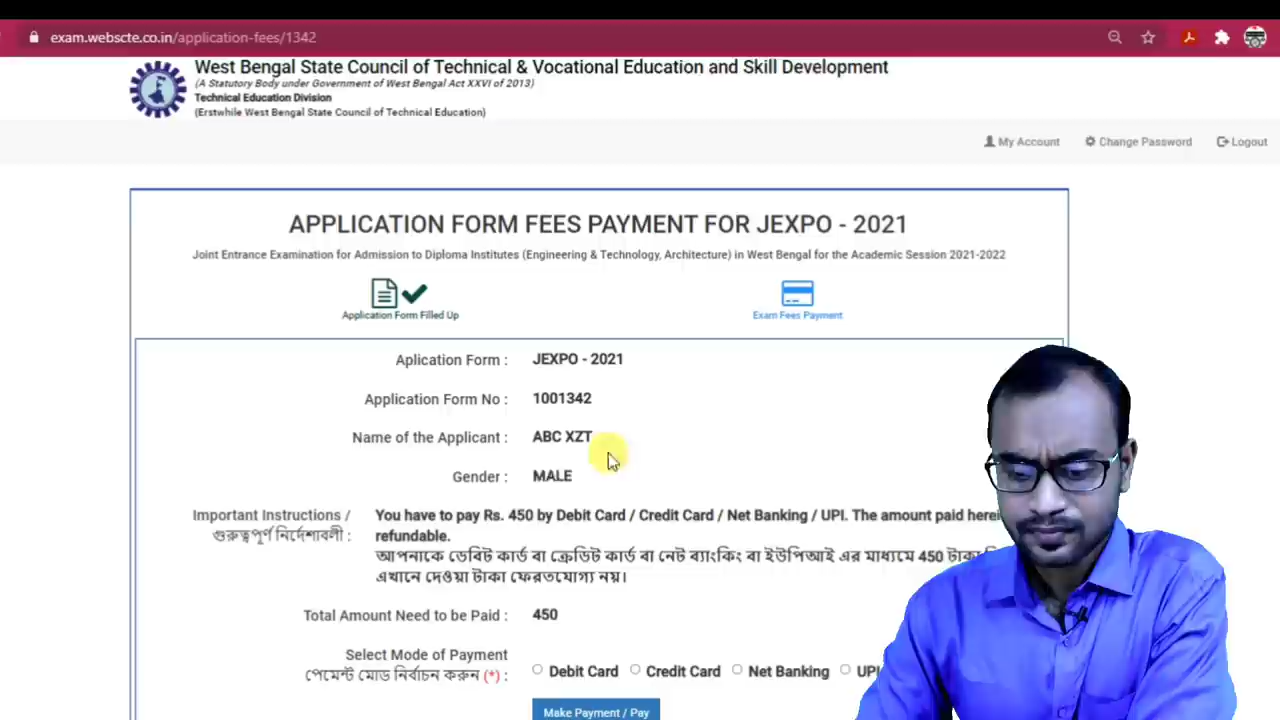 exam.webscte.co.in/application-fees/1342
West Bengal State Council of Technical & Vocational Education and Skill Development
(A Statutory Body under Government of West Bengal Act XXVI of 2013)
Technical Education Division
(Erstwhile West Bengal State Council of Technical Education)
My Account Change Password Logout
APPLICATION FORM FEES PAYMENT FOR JEXPO - 2021
Joint Entrance Examination for Admission to Diploma Institutes (Engineering & Technology, Architecture) in West Bengal for the Academic Session 2021-2022
Application Form Filled Up Exam Fees Payment
Aplication Form : JEXPO - 2021
Application Form No : 1001342
Name of the Applicant : ABC XZT
Gender : MALE
Important Instructions / You have to pay Rs. 450 by Debit Card / Credit Card / Net Banking / UPI. The amount paid
গুরুত্বপূর্ণ নির্দেশাবলী : refundable.
আপনাকে ডেবিট কার্ড বা ক্রেডিট কার্ড বা নেট ব্যাংকিং বা ইউপিআই এর মাধ্যমে 450 টাকা
এখানে দেওয়া টাকা ফেরতযোগ্য নয়।
Total Amount Need to be Paid : 450
Select Mode of Payment
পেমেন্ট মোড নির্বাচন করুন (*) : Debit Card Credit Card Net Banking UPI
Make Payment / Pay